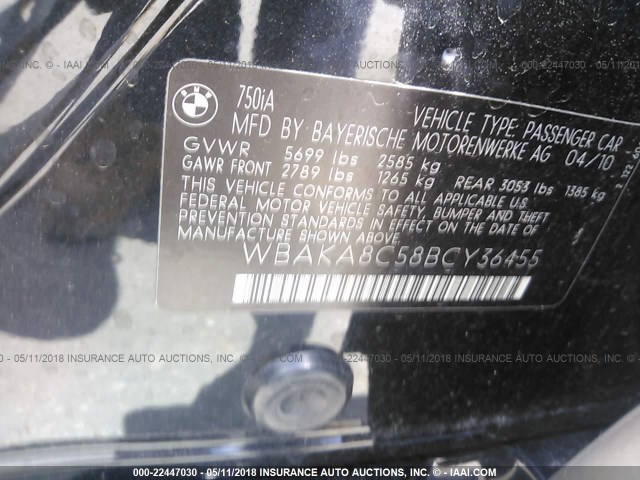 BMW
750iA
VEHICLE TYPE: PASSENGER CAR
MFD BY BAYERISCHE MOTORENWERKE AG 04/10
GVWR 5699 lbs 2585 kg
GAWR FRONT 2789 lbs 1265 kg REAR 3053 lbs 1385 kg
THIS VEHICLE CONFORMS TO ALL APPLICABLE U.S.
FEDERAL MOTOR VEHICLE SAFETY, BUMPER AND THEFT
PREVENTION STANDARDS IN EFFECT ON THE DATE OF
MANUFACTURE SHOWN ABOVE.
WBAKA8C58BCY36455
000-22447030 - 05/11/2018 INSURANCE AUTO AUCTIONS, INC. - © IAAI.COM